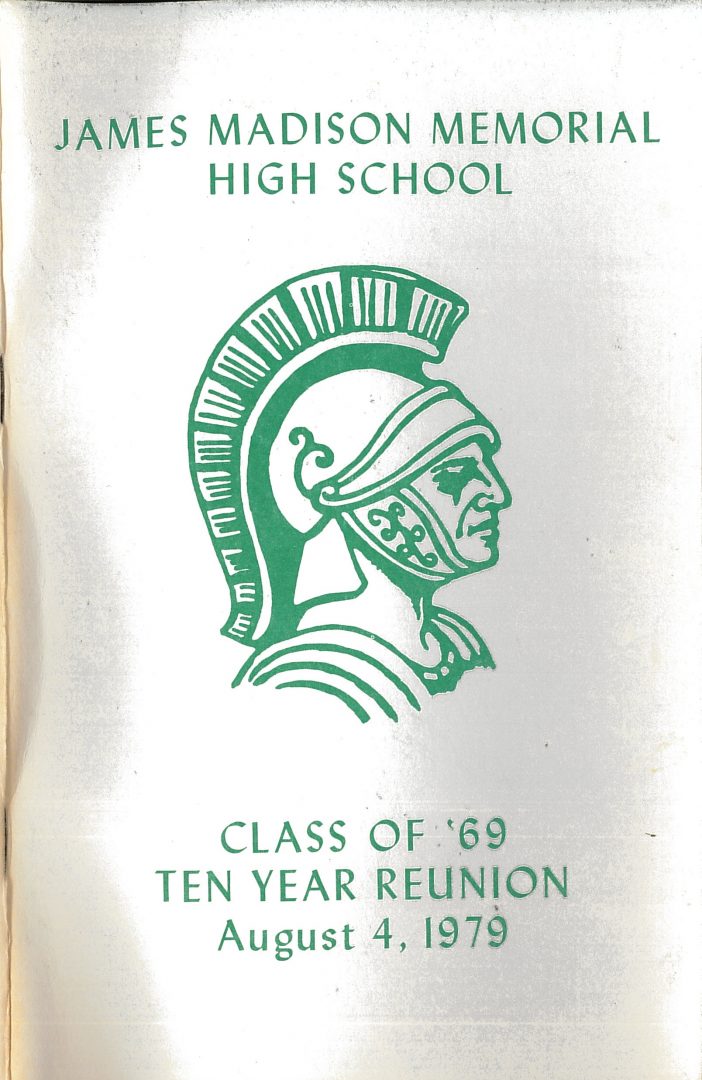 JAMES MADISON MEMORIAL
HIGH SCHOOL
CLASS OF '69
TEN YEAR REUNION
August 4, 1979